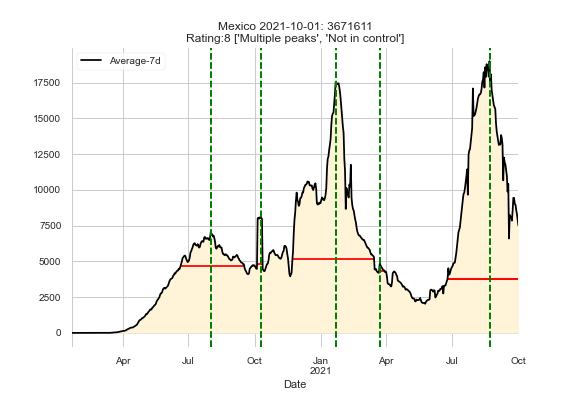 Mexico 2021-10-01: 3671611
Rating:8 ['Multiple peaks', 'Not in control']
Average-7d
17500
15000
12500
10000
7500
5000
2500
0
Apr Jul Oct Jan Apr Jul Oct
2021
Date